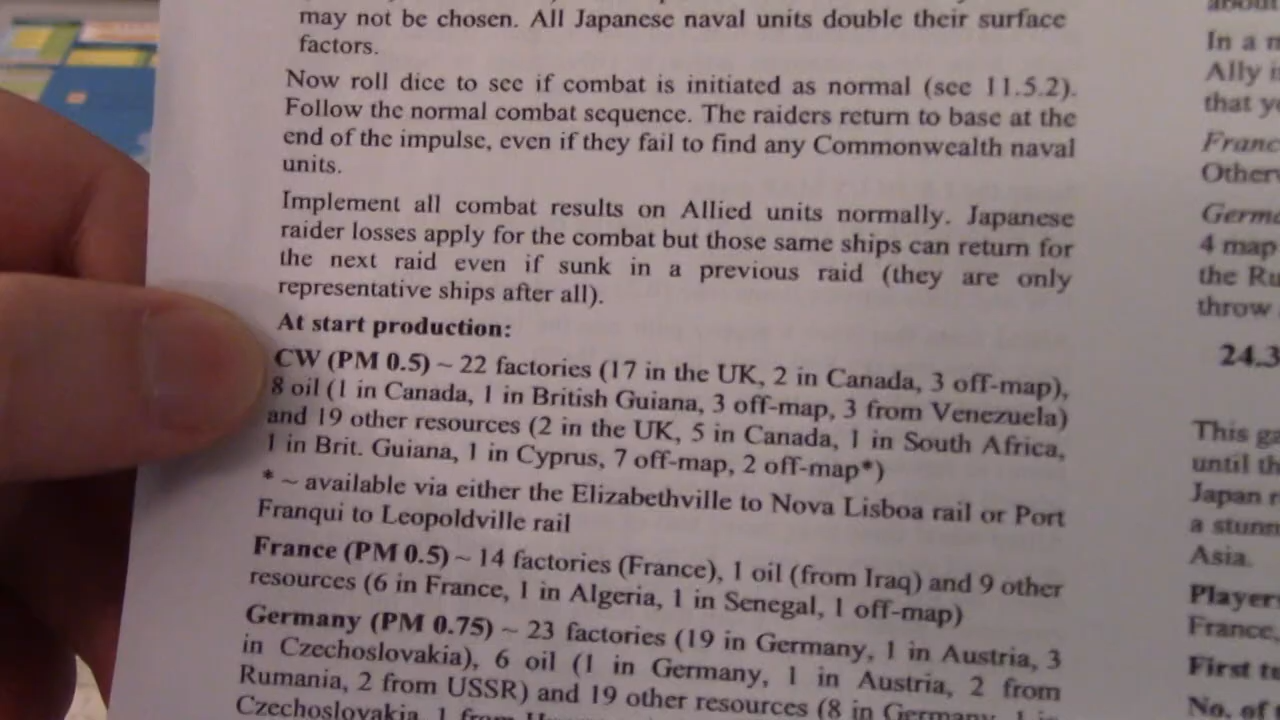 may not be chosen. All Japanese naval units double their surface
factors.
Now roll dice to see if combat is initiated as normal (see 11.5.2).
Follow the normal combat sequence. The raiders return to base at the
end of the impulse, even if they fail to find any Commonwealth naval
units.
Implement all combat results on Allied units normally. Japanese
raider losses apply for the combat but those same ships can return for
the next raid even if sunk in a previous raid (they are only
representative ships after all).
At start production:
CW (PM 0.5) ~ 22 factories (17 in the UK, 2 in Canada, 3 off-map),
8 oil (1 in Canada, 1 in British Guiana, 3 off-map, 3 from Venezuela)
and 19 other resources (2 in the UK, 5 in Canada, 1 in South Africa,
1 in Brit. Guiana, 1 in Cyprus, 7 off-map, 2 off-map*)
* ~ available via either the Elizabethville to Nova Lisboa rail or Port
Franqui to Leopoldville rail
France (PM 0.5) ~ 14 factories (France), 1 oil (from Iraq) and 9 other
resources (6 in France, 1 in Algeria, 1 in Senegal, 1 off-map)
Germany (PM 0.75) ~ 23 factories (19 in Germany, 1 in Austria, 3
in Czechoslovakia), 6 oil (1 in Germany, 1 in Austria, 2 from
Rumania, 2 from USSR) and 19 other resources (8 in Germany, 1 in
Czechoslovakia, 1 from
about
In a
Ally
that
Franc
Other
Germ
4 map
the Ru
throw
24.3
This ga
until th
Japan
a stunn
Asia.
Player
France,
First tu
No. of